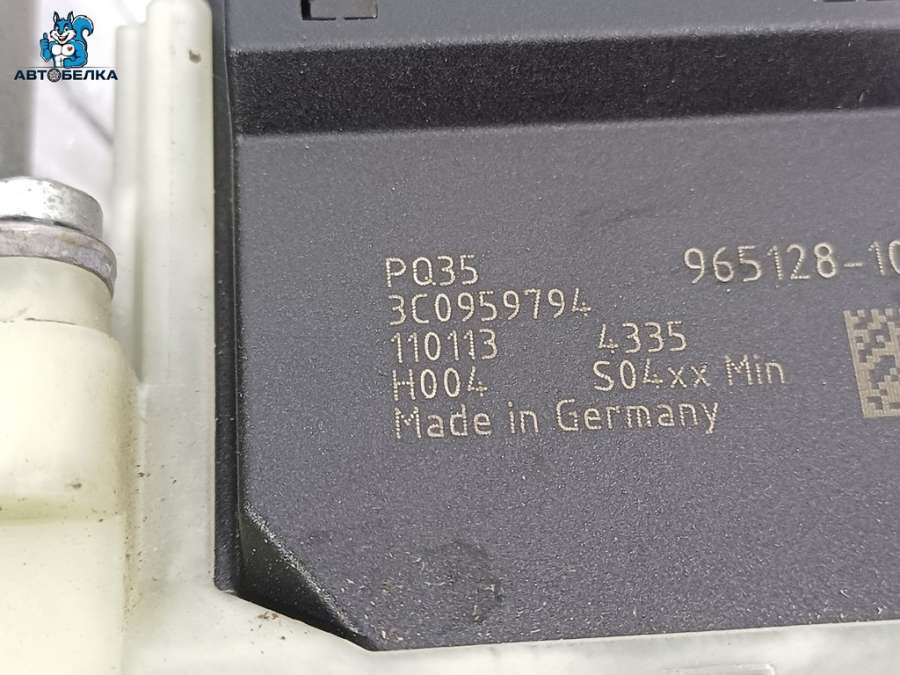 АВТОБЕЛКА
PQ35 965128-10
3C0959794
110113 4335
H004 S04xx Min
Made in Germany